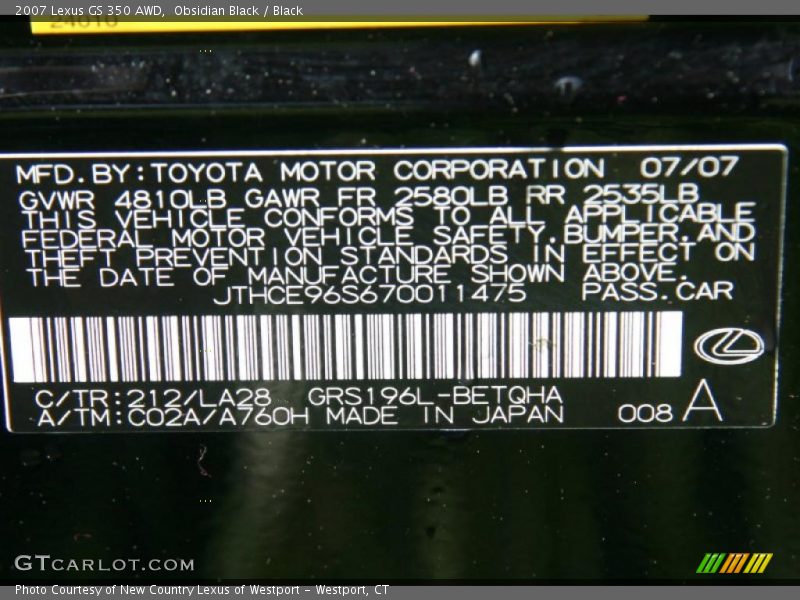 2007 Lexus GS 350 AWD, Obsidian Black / Black
24010
MFD.BY:TOYOTA MOTOR CORPORATION 07/07
GVWR 4810LB GAWR FR 2580LB RR 2535LB
THIS VEHICLE CONFORMS TO ALL APPLICABLE
FEDERAL MOTOR VEHICLE SAFETY,BUMPER,AND
THEFT PREVENTION STANDARDS IN EFFECT ON
THE DATE OF MANUFACTURE SHOWN ABOVE.
JTHCE96S670011475 PASS.CAR
C/TR:212/LA28 GRS196L-BETQHA
A/TM:C02A/A760H MADE IN JAPAN 008 A
GTCARLOT.COM
Photo Courtesy of New Country Lexus of Westport - Westport, CT